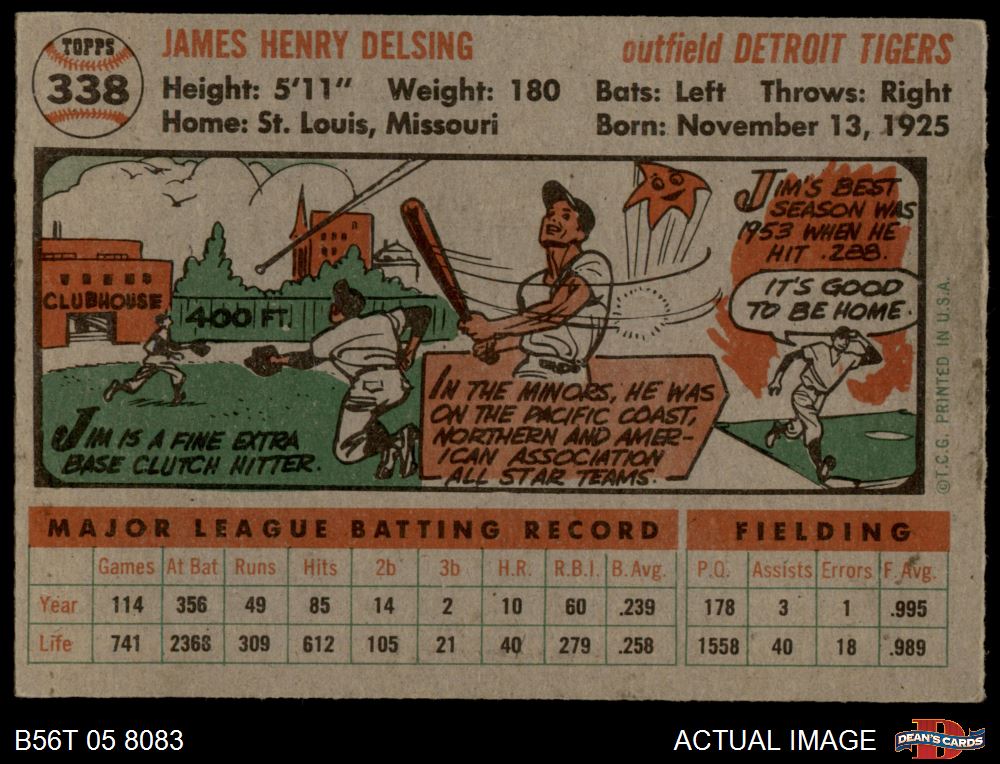 TOPPS
338
JAMES HENRY DELSING
outfield DETROIT TIGERS
Height: 5'11" Weight: 180 Bats: Left Throws: Right
Home: St. Louis, Missouri Born: November 13, 1925
CLUBHOUSE
400 FT.
JIM IS A FINE EXTRA
BASE CLUTCH HITTER.
IN THE MINORS, HE WAS
ON THE PACIFIC COAST,
NORTHERN AND AMER-
ICAN ASSOCIATION
ALL STAR TEAMS.
JIM'S BEST
SEASON WAS
1953 WHEN HE
HIT .288.
IT'S GOOD
TO BE HOME.
©T.C.G. PRINTED IN U.S.A.
MAJOR LEAGUE BATTING RECORD FIELDING
Games At Bat Runs Hits 2b 3b H.R. R.B.I. B.Avg. P.O. Assists Errors F.Avg.
Year 114 356 49 85 14 2 10 60 .239 178 3 1 .995
Life 741 2368 309 612 105 21 40 279 .258 1558 40 18 .989
B56T 05 8083
ACTUAL IMAGE
DEAN'S CARDS